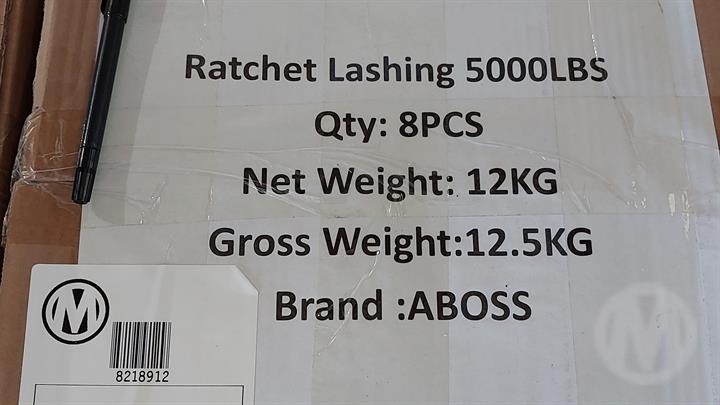 Ratchet Lashing 5000LBS
Qty: 8PCS
Net Weight: 12KG
Gross Weight:12.5KG
Brand :ABOSS
M
8218912
M